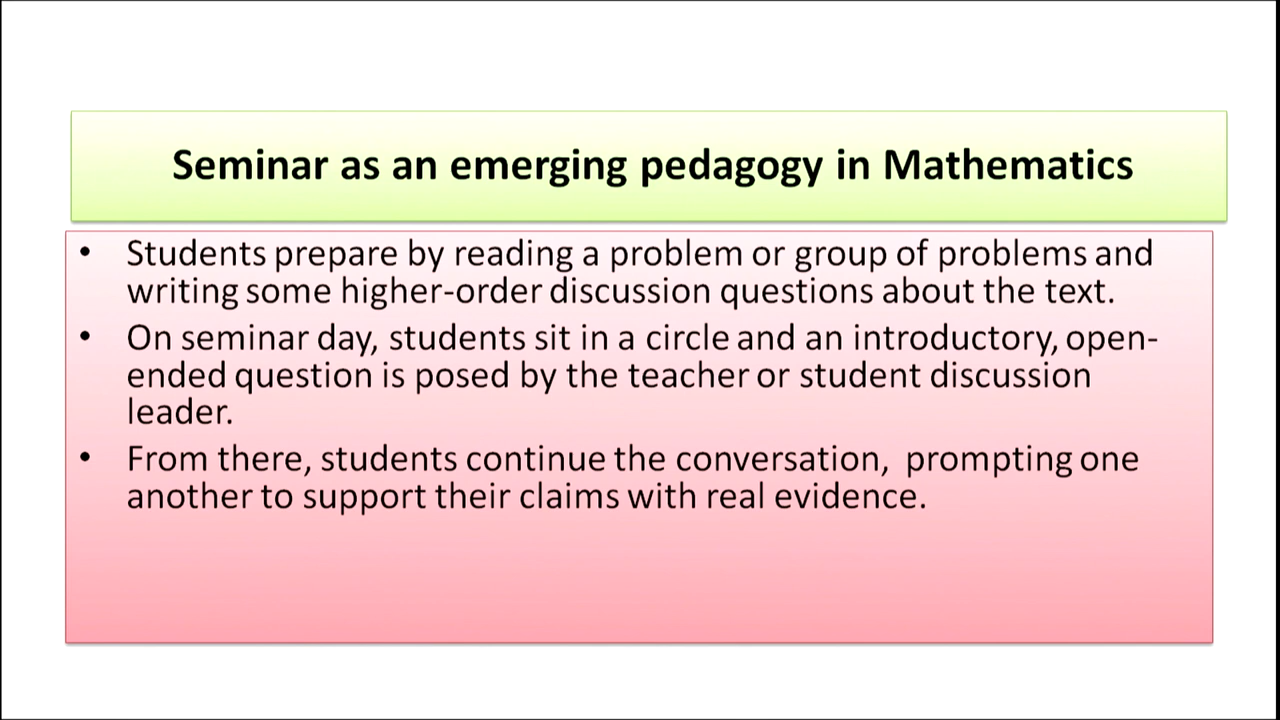 Seminar as an emerging pedagogy in Mathematics
• Students prepare by reading a problem or group of problems and
writing some higher-order discussion questions about the text.
• On seminar day, students sit in a circle and an introductory, open-
ended question is posed by the teacher or student discussion
leader.
• From there, students continue the conversation,  prompting one
another to support their claims with real evidence.